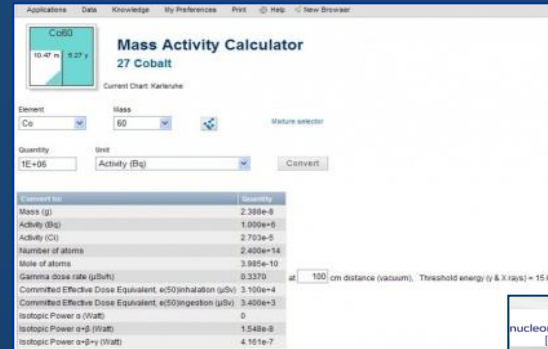 Applications Data Knowledge My Preferences Print Help New Browser
Co60
10.47 m 5.27 y
Mass Activity Calculator
27 Cobalt
Current Chart: Karlsruhe
Element Mass
Co 60 Mixture selector
Quantity Unit
1E+06 Activity (Bq) Convert
Convert to: Quantity
Mass (g) 2.388e-8
Activity (Bq) 1.000e+6
Activity (Ci) 2.703e-5
Number of atoms 2.400e+14
Mole of atoms 3.985e-10
Gamma dose rate (µSv/h) 0.3370 at 100 cm distance (vacuum), Threshold energy (γ & X-rays) = 15.
Committed Effective Dose Equivalent, e(50)inhalation (µSv) 3.100e+4
Committed Effective Dose Equivalent, e(50)ingestion (µSv) 3.400e+3
Isotopic Power α (Watt) 0
Isotopic Power α+β (Watt) 1.548e-8
Isotopic Power α+β+γ (Watt) 4.161e-7
nucleon